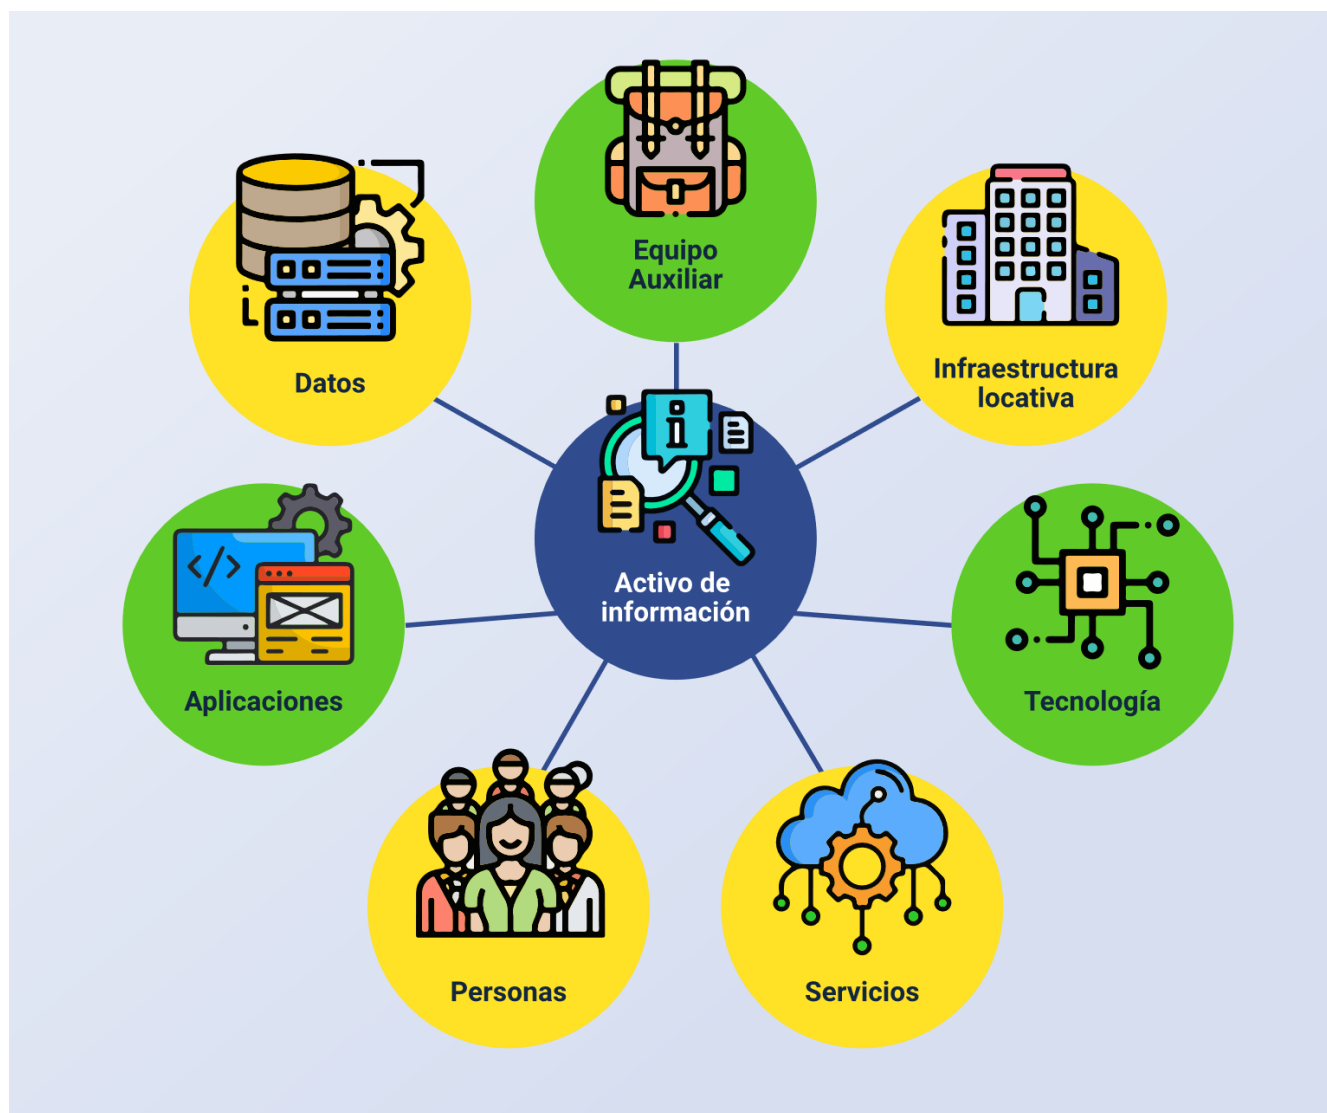 Equipo
Auxiliar
Infraestructura
locativa
Datos
Activo de
información
Aplicaciones
Tecnología
Personas
Servicios